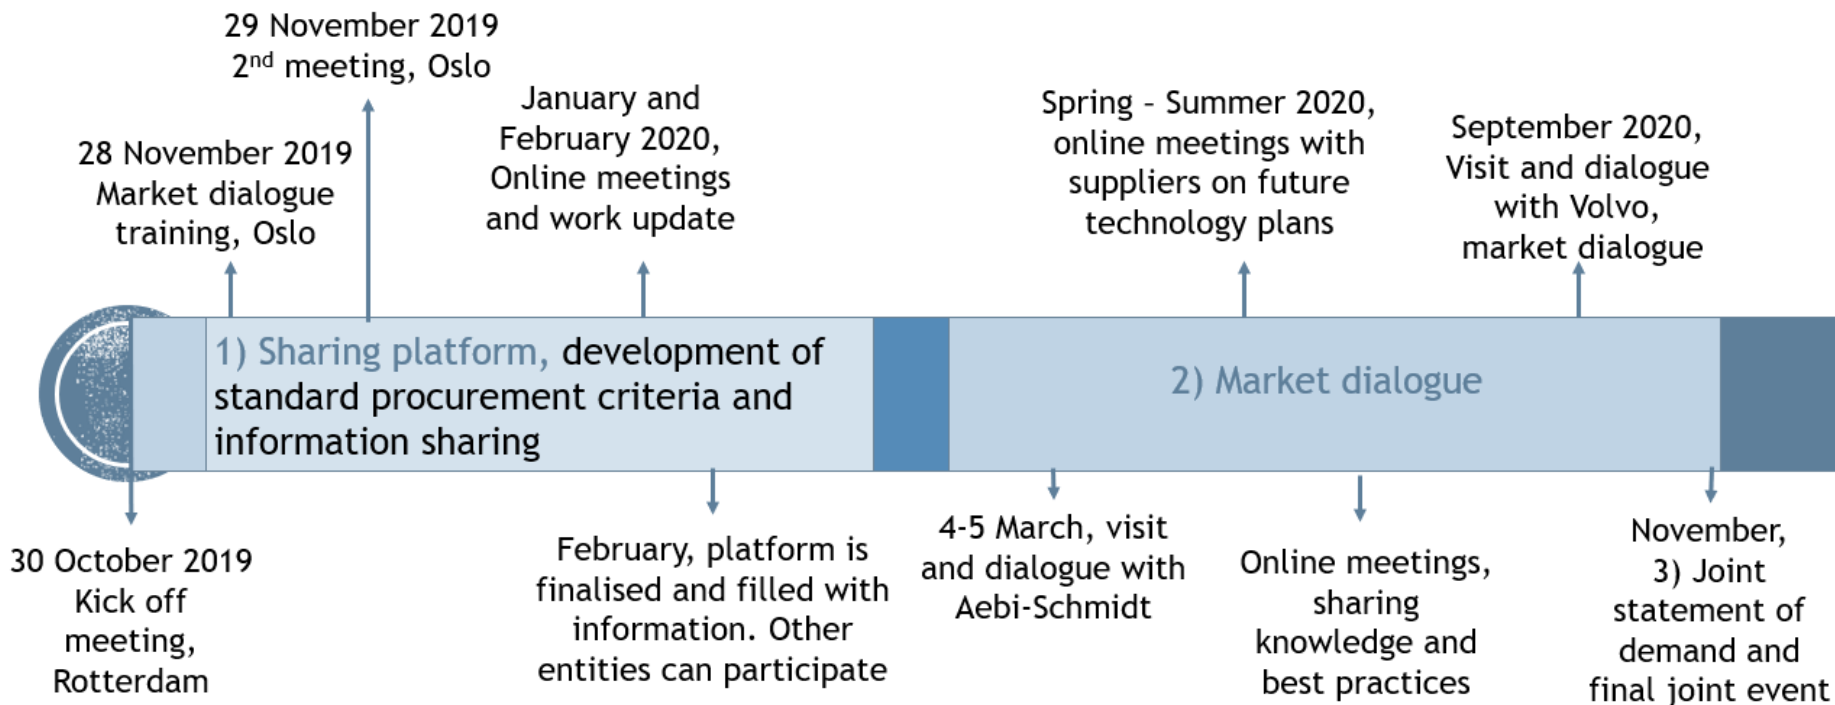 29 November 2019
2nd meeting, Oslo
28 November 2019
Market dialogue
training, Oslo
January and
February 2020,
Online meetings
and work update
Spring – Summer 2020,
online meetings with
suppliers on future
technology plans
September 2020,
Visit and dialogue
with Volvo,
market dialogue
1) Sharing platform, development of
standard procurement criteria and
information sharing
2) Market dialogue
30 October 2019
Kick off
meeting,
Rotterdam
February, platform is
finalised and filled with
information. Other
entities can participate
4-5 March, visit
and dialogue with
Aebi-Schmidt
Online meetings,
sharing
knowledge and
best practices
November,
3) Joint
statement of
demand and
final joint event